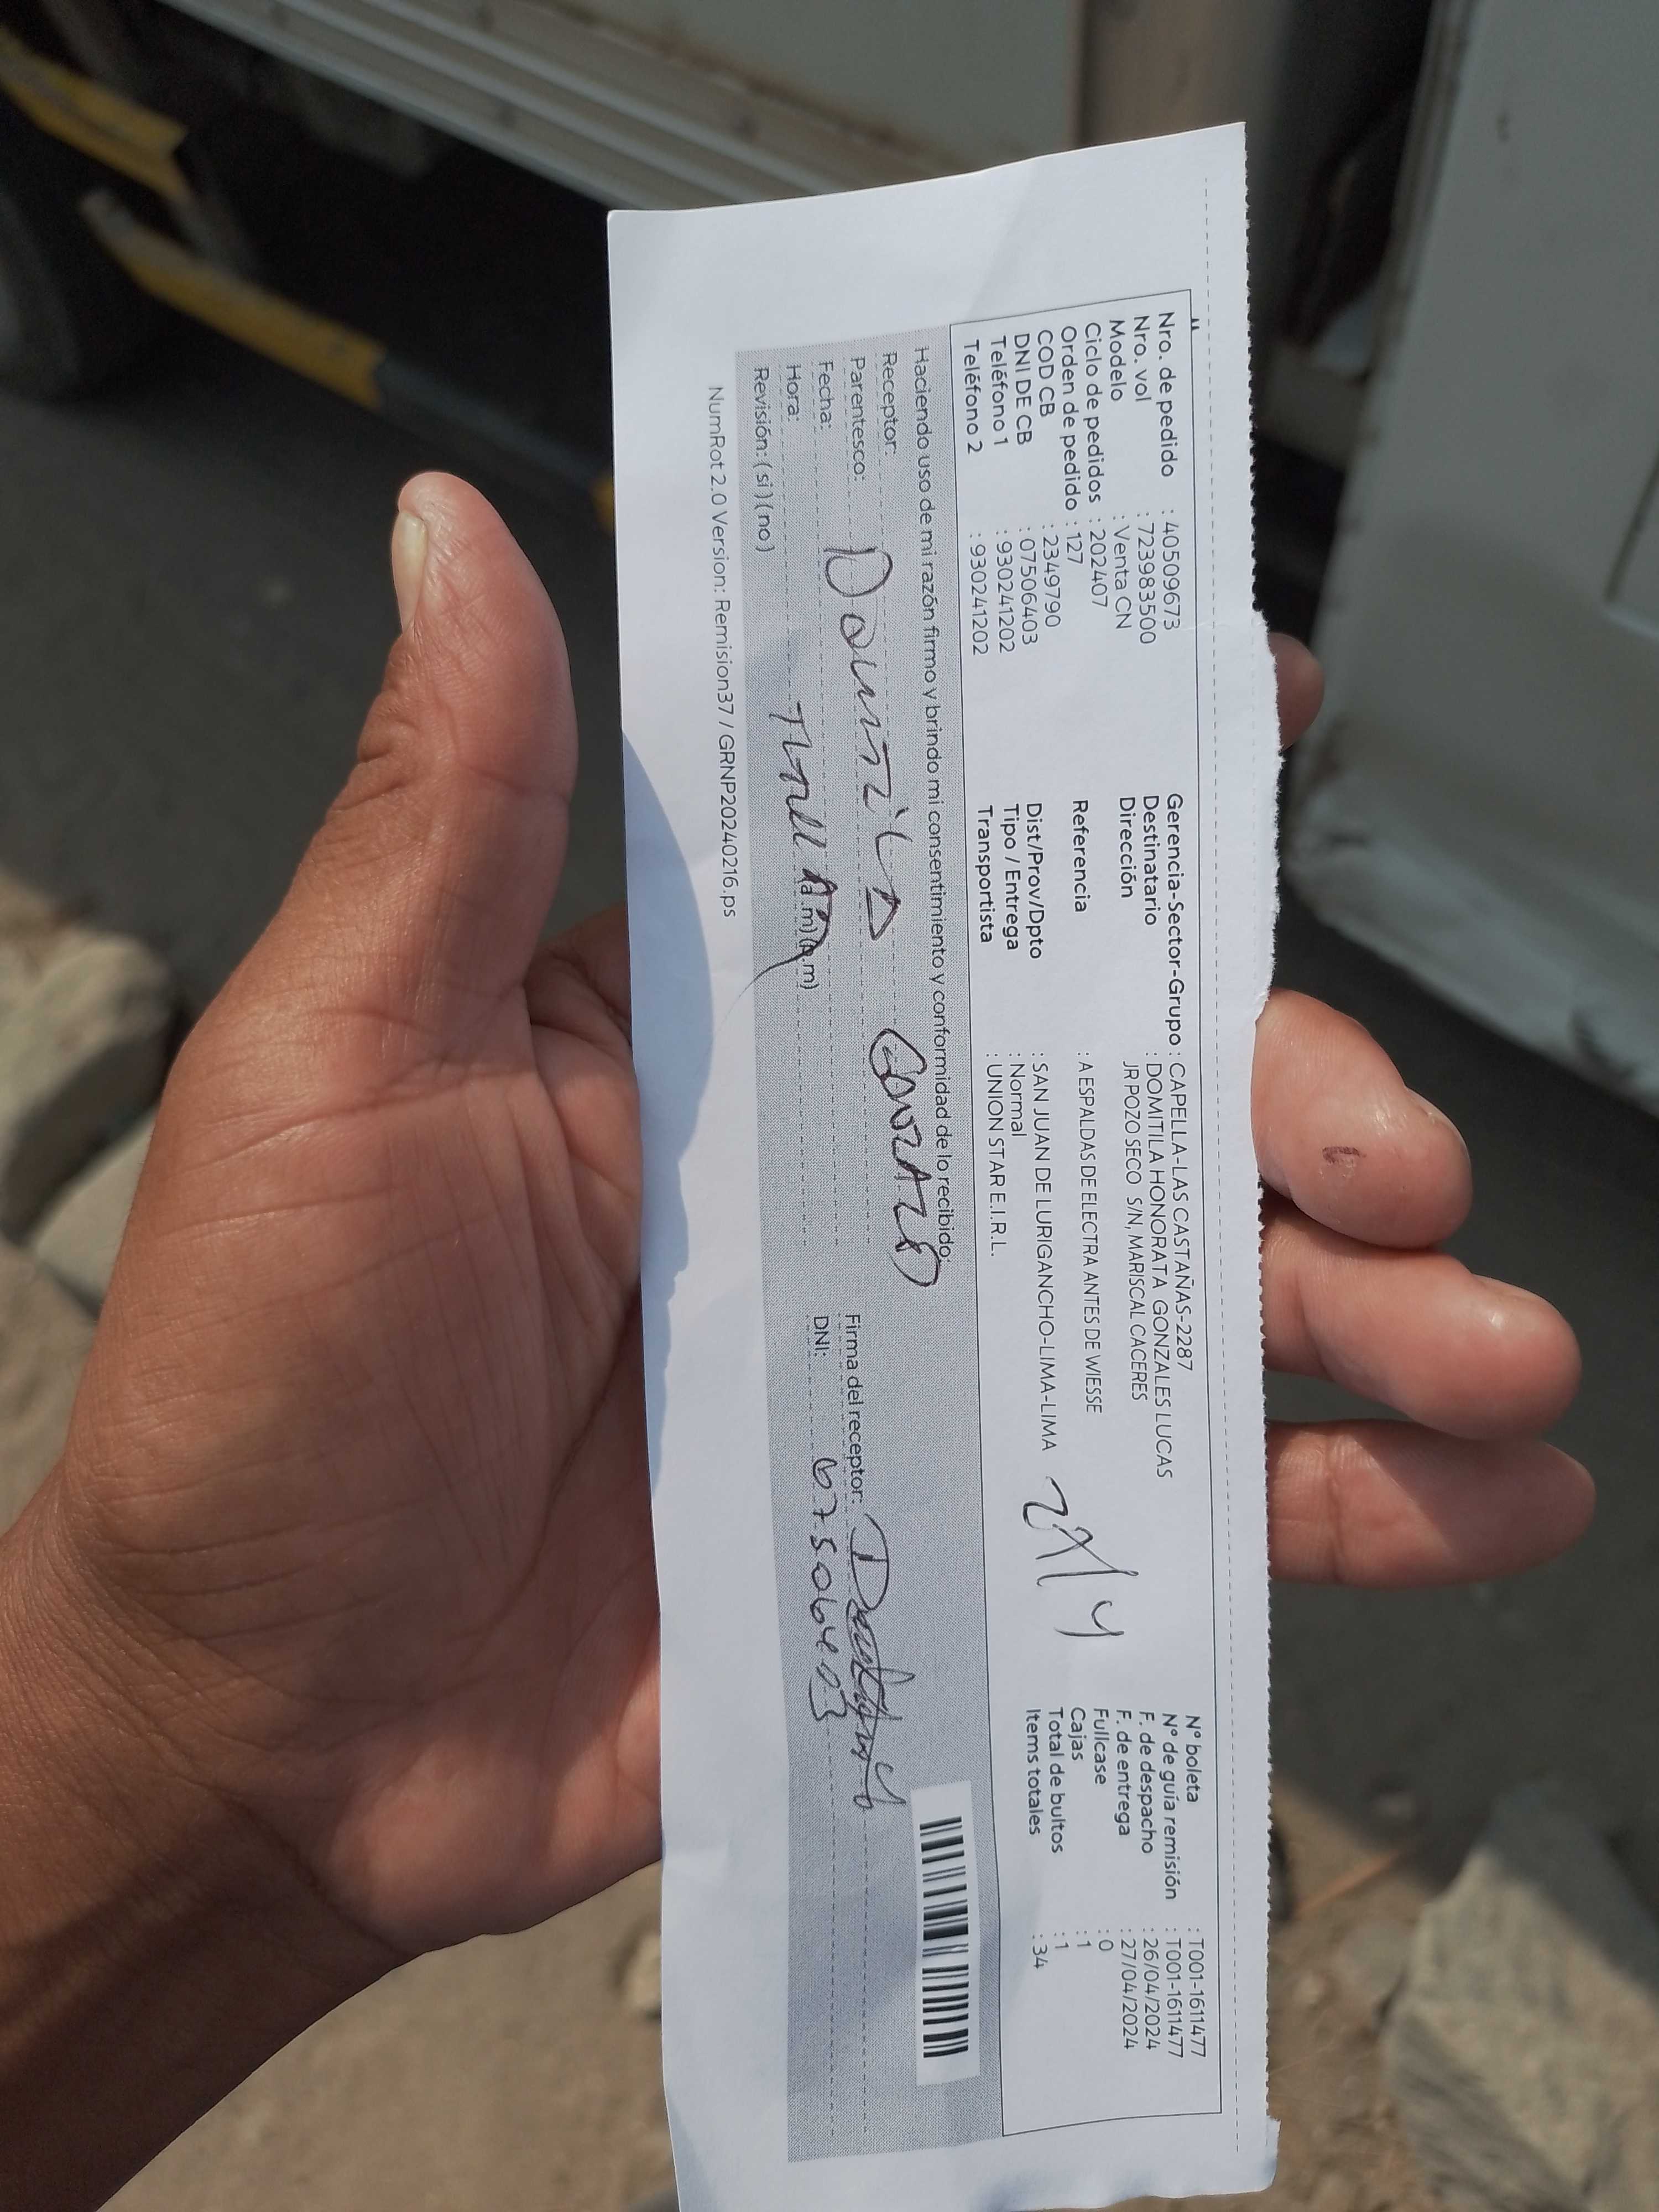 Nro. de pedido : 405096773
Nro. vol : 723983500
Modelo : Venta CN
Ciclo de pedidos : 202407
Orden de pedido : 127
COD CB : 2349790
DNI DE CB : 07506403
Teléfono 1 : 930241202
Teléfono 2 : 930241202
Gerencia-Sector-Grupo : CAPELLA-LAS CASTAÑAS-2287
Destinatario : DOMITILA HONORATA GONZALES LUCAS
Dirección JR POZO SECO S/N, MARISCAL CACERES
Referencia : A ESPALDAS DE ELECTRA ANTES DE WIESSE
Dist/Prov/Dpto : SAN JUAN DE LURIGANCHO-LIMA-LIMA
Tipo / Entrega : Normal
Transportista : UNION STAR E.I.R.L.
N° boleta : T001-1611477
N° de guía remisión : T001-1611477
F. de despacho : 26/04/2024
F. de entrega : 27/04/2024
Fullcase : 0
Cajas : 1
Total de bultos : 1
Items totales : 34
Haciendo uso de mi razón firmo y brindo mi consentimiento y conformidad de lo recibido:
Receptor:
Parentesco:
Fecha:
Hora: (a.m) (p.m)
Revisión: (si) (no)
Firma del receptor:
DNI: 07506403
NumRot 2.0 Version: Remision37 / GRNP20240216.ps